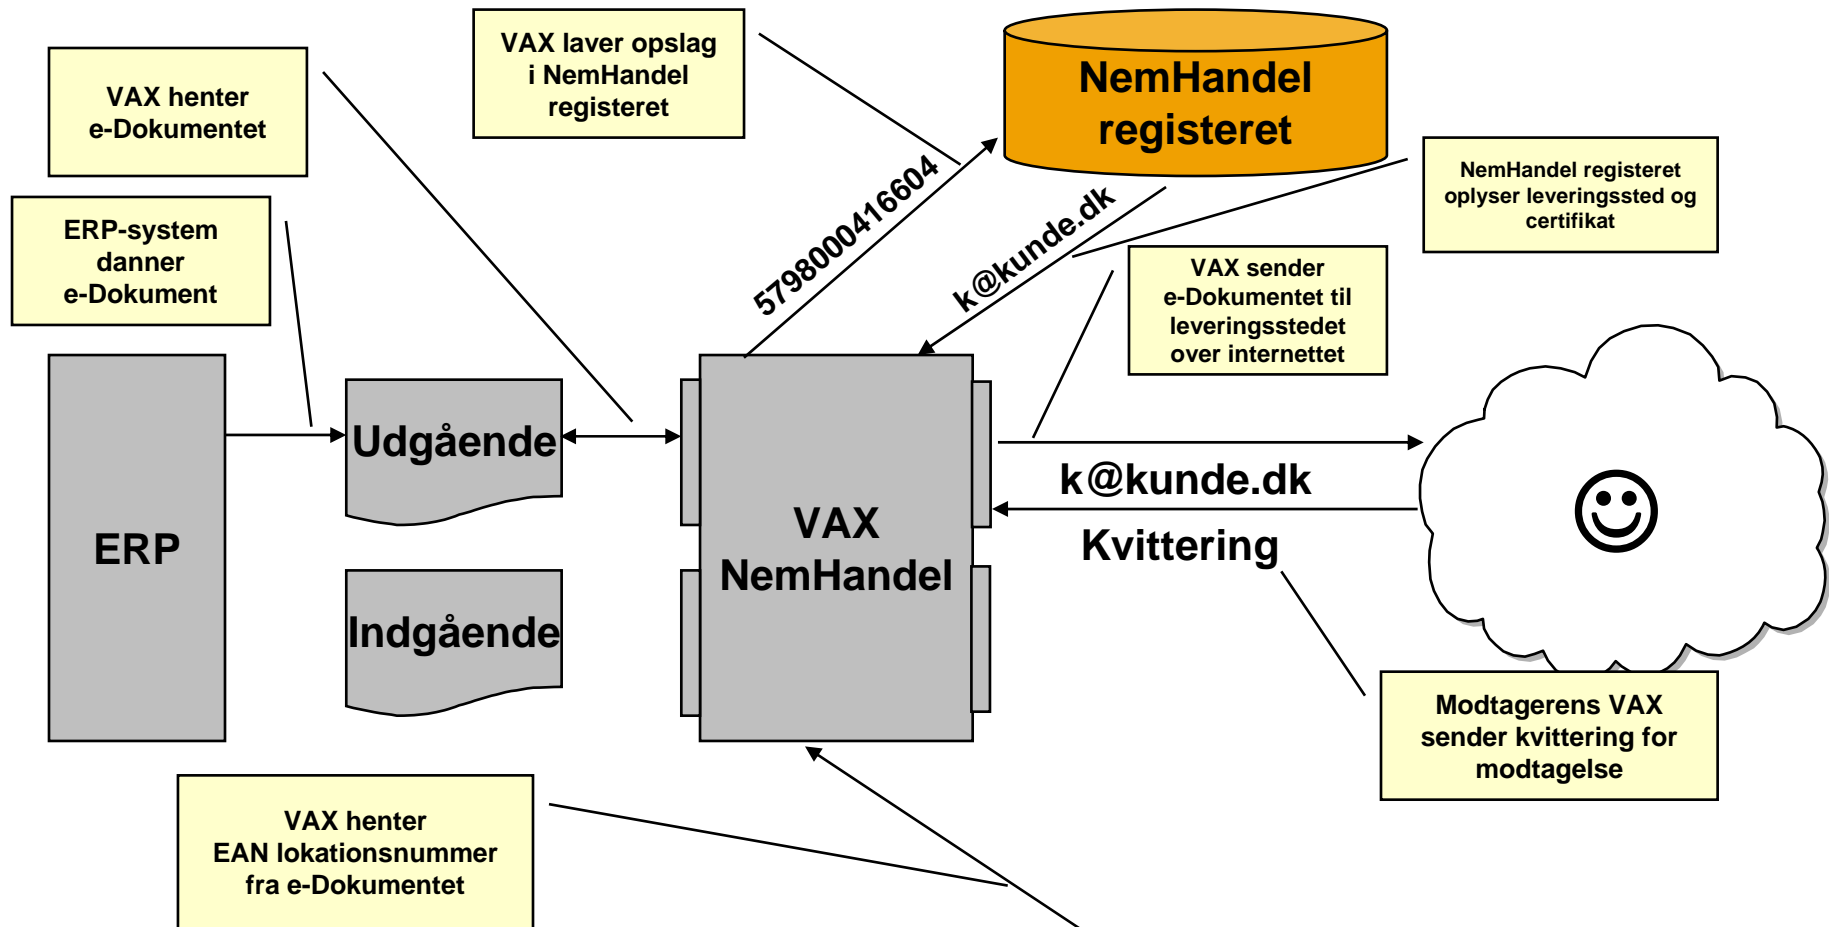 VAX laver opslag
i NemHandel
registeret
NemHandel
registeret
VAX henter
e-Dokumentet
NemHandel registeret
oplyser leveringssted og
certifikat
5798000416604
k@kunde.dk
ERP-system
danner
e-Dokument
VAX sender
e-Dokumentet til
leveringsstedet
over internettet
Udgående
k@kunde.dk
VAX
NemHandel
ERP
Kvittering
Indgående
Modtagerens VAX
sender kvittering for
modtagelse
VAX henter
EAN lokationsnummer
fra e-Dokumentet